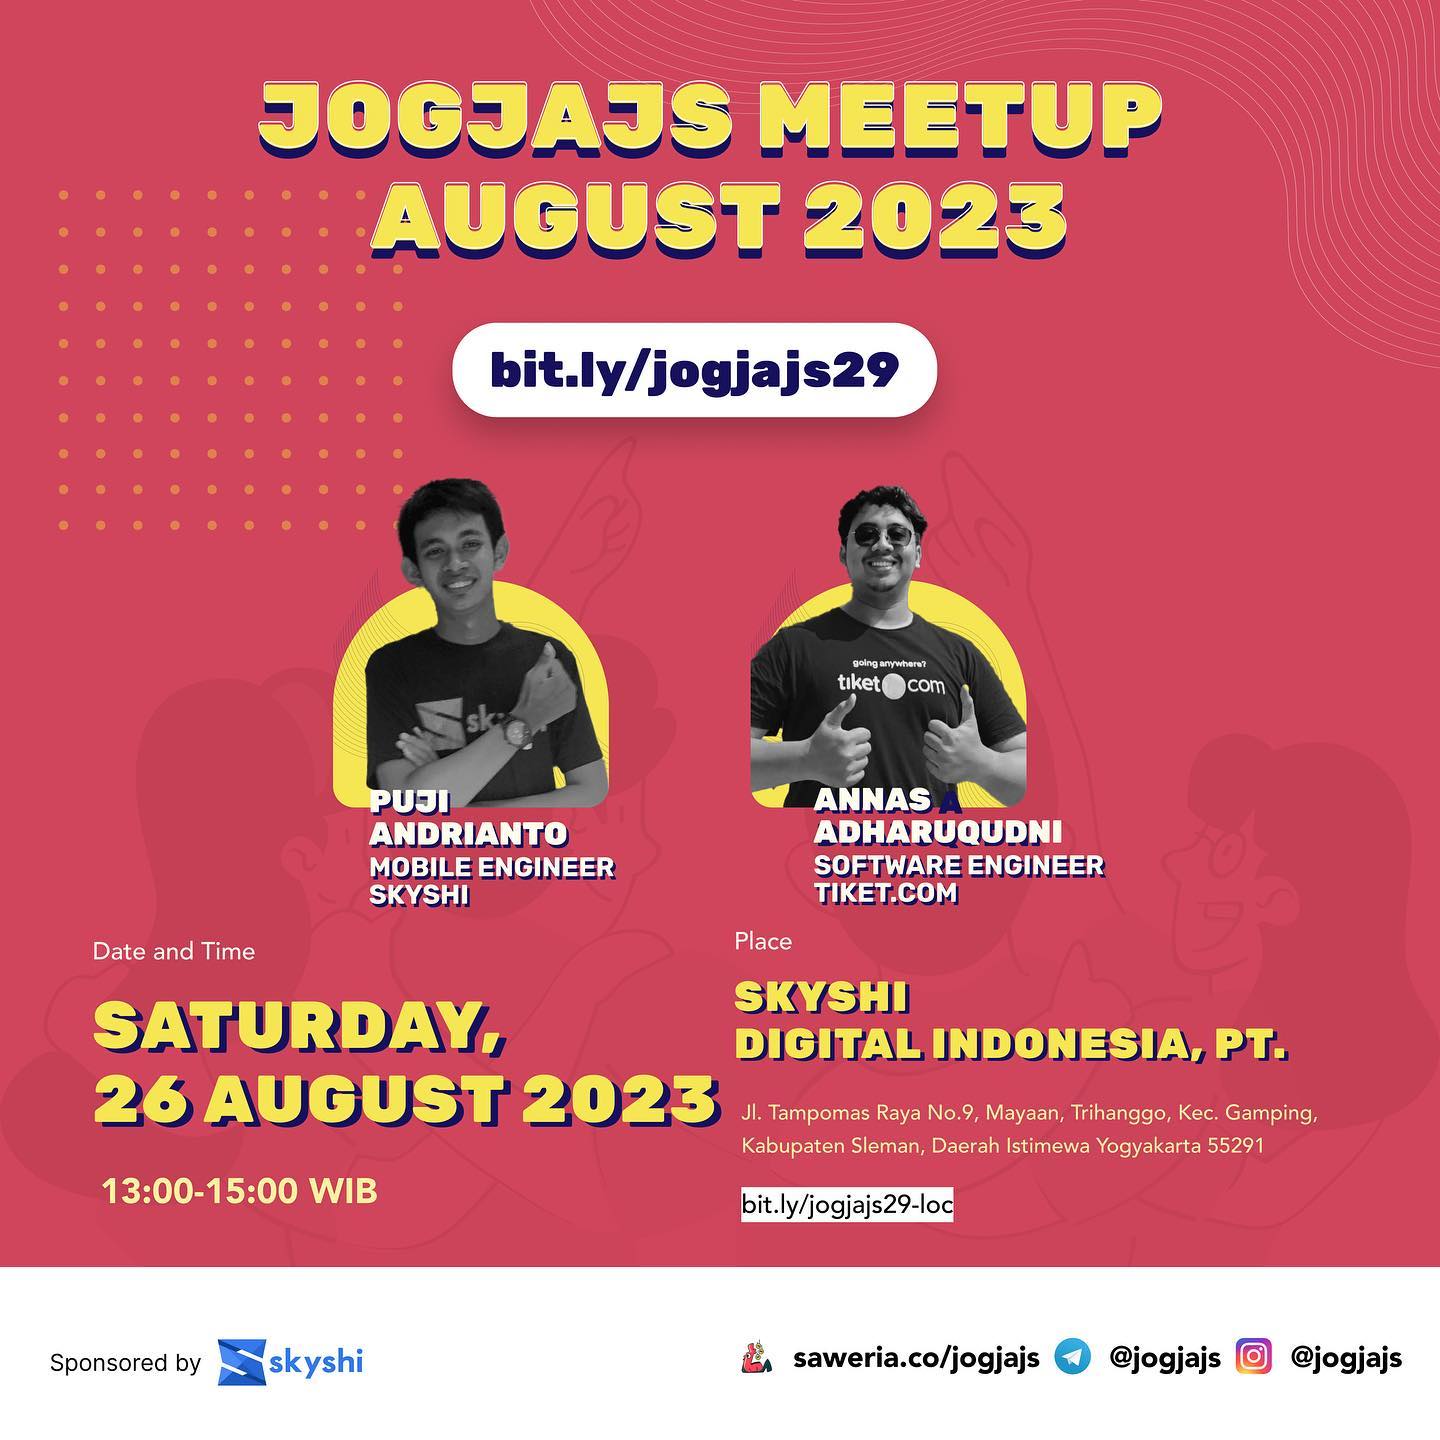 JOGJAJS MEETUP
AUGUST 2023
bit.ly/jogjajs29
going anywhere?
tiket com
PUJI
ANDRIANTO
MOBILE ENGINEER
SKYSHI
ANNAS A
ADHARUQUDNI
SOFTWARE ENGINEER
TIKET.COM
Date and Time
SATURDAY,
26 AUGUST 2023
13:00-15:00 WIB
Place
SKYSHI
DIGITAL INDONESIA, PT.
Jl. Tampomas Raya No.9, Mayaan, Trihanggo, Kec. Gamping,
Kabupaten Sleman, Daerah Istimewa Yogyakarta 55291
bit.ly/jogjajs29-loc
Sponsored by skyshi
saweria.co/jogjajs @jogjajs @jogjajs